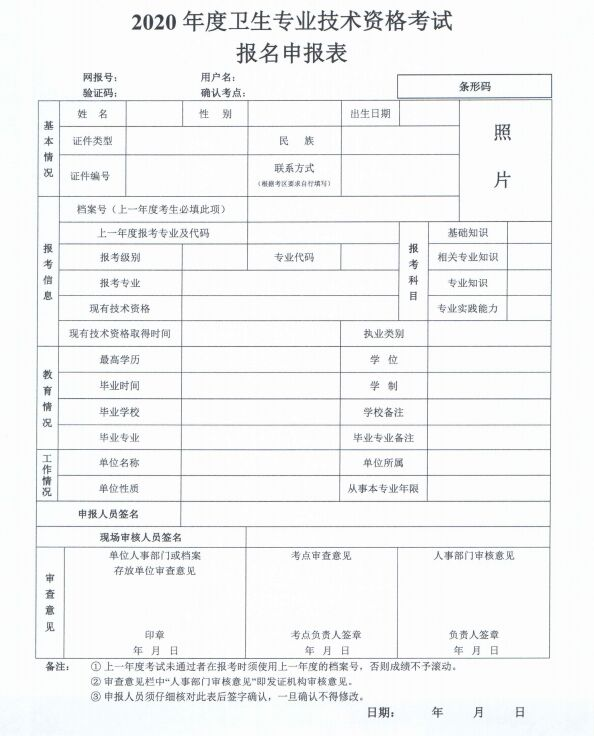 2020 年度卫生专业技术资格考试
报名申报表
网报号： 用户名：
验证码： 确认考点： 条形码
基本情况 姓 名 性 别 出生日期 照片
证件类型 民 族
证件编号 联系方式
（根据考区要求自行填写）
报考信息 档案号（上一年度考生必填此项）
上一年度报考专业及代码 报考科目 基础知识
报考级别 专业代码 相关专业知识
报考专业 专业知识
现有技术资格 专业实践能力
现有技术资格取得时间 执业类别
教育情况 最高学历 学 位
毕业时间 学 制
毕业学校 学校备注
毕业专业 毕业专业备注
工作情况 单位名称 单位所属
单位性质 从事本专业年限
申报人员签名
现场审核人员签名
审查意见 单位人事部门或档案 考点审查意见 人事部门审核意见
存放单位审查意见
印章 考点负责人签章 负责人签章
年 月 日 年 月 日 年 月 日
备注： ① 上一年度考试未通过者在报考时须使用上一年度的档案号，否则成绩不予滚动。
② 审查意见栏中“人事部门审核意见”即发证机构审核意见。
③ 申报人员须仔细核对此表后签字确认，一旦确认不得修改。
日期： 年 月 日